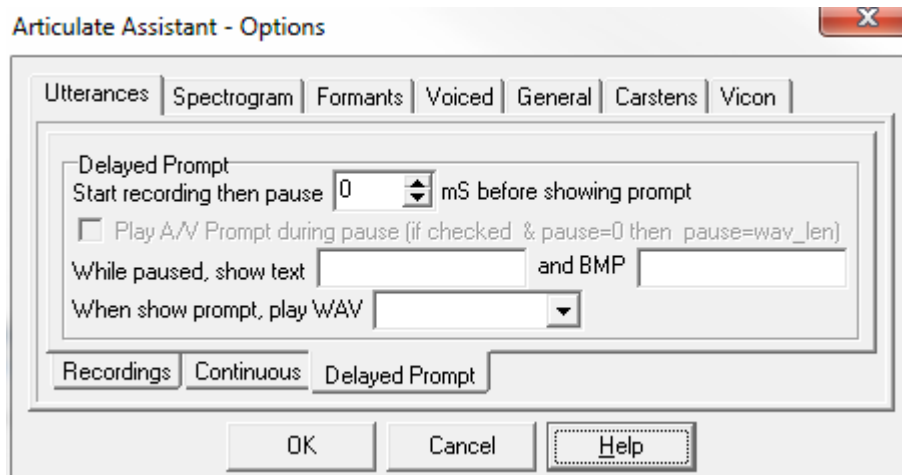 Articulate Assistant - Options
Utterances Spectrogram Formants Voiced General Carstens Vicon
Delayed Prompt
Start recording then pause 0 mS before showing prompt
Play A/V Prompt during pause (if checked & pause=0 then pause=wav_len)
While paused, show text and BMP
When show prompt, play WAV
Recordings Continuous Delayed Prompt
OK Cancel Help